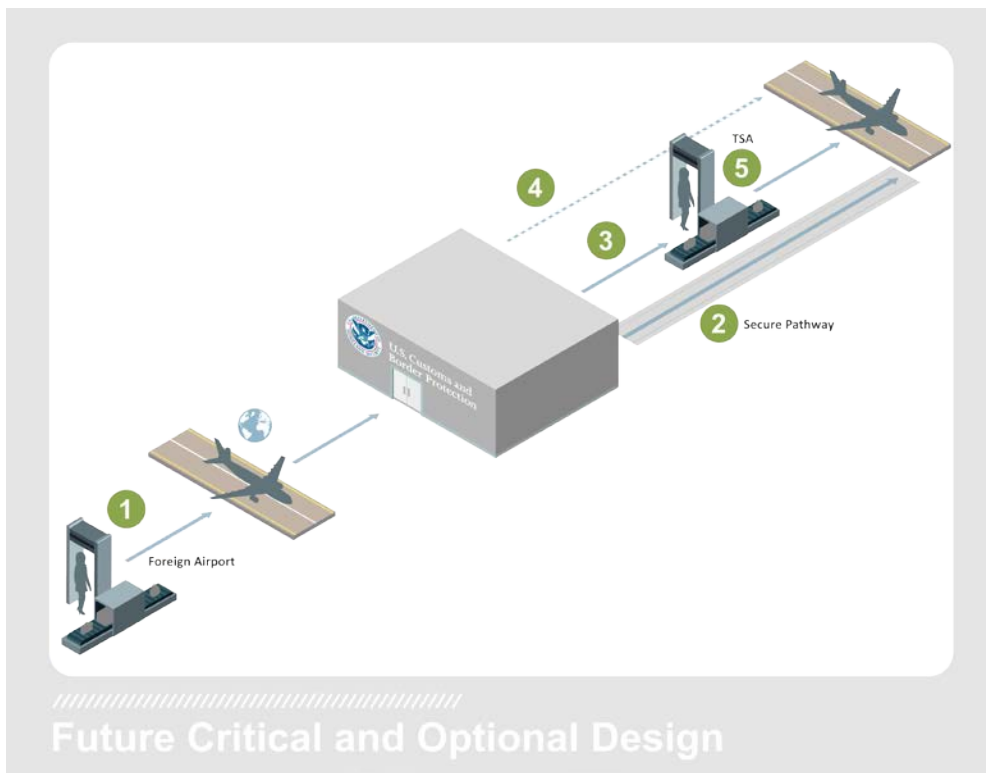 TSA
5
4
3
2
Secure Pathway
U.S. Customs and
Border Protection
1
Foreign Airport
Future Critical and Optional Design